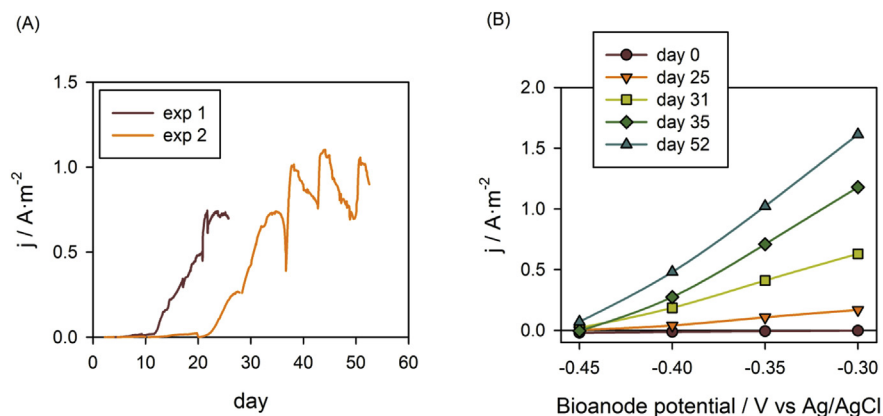 (A)
1.5
1.0
0.5
0.0
j / A·m⁻²
exp 1
exp 2
0 10 20 30 40 50 60
day
(B)
day 0
day 25
day 31
day 35
day 52
2.0
1.5
1.0
0.5
0.0
j / A·m⁻²
-0.45 -0.40 -0.35 -0.30
Bioanode potential / V vs Ag/AgCl